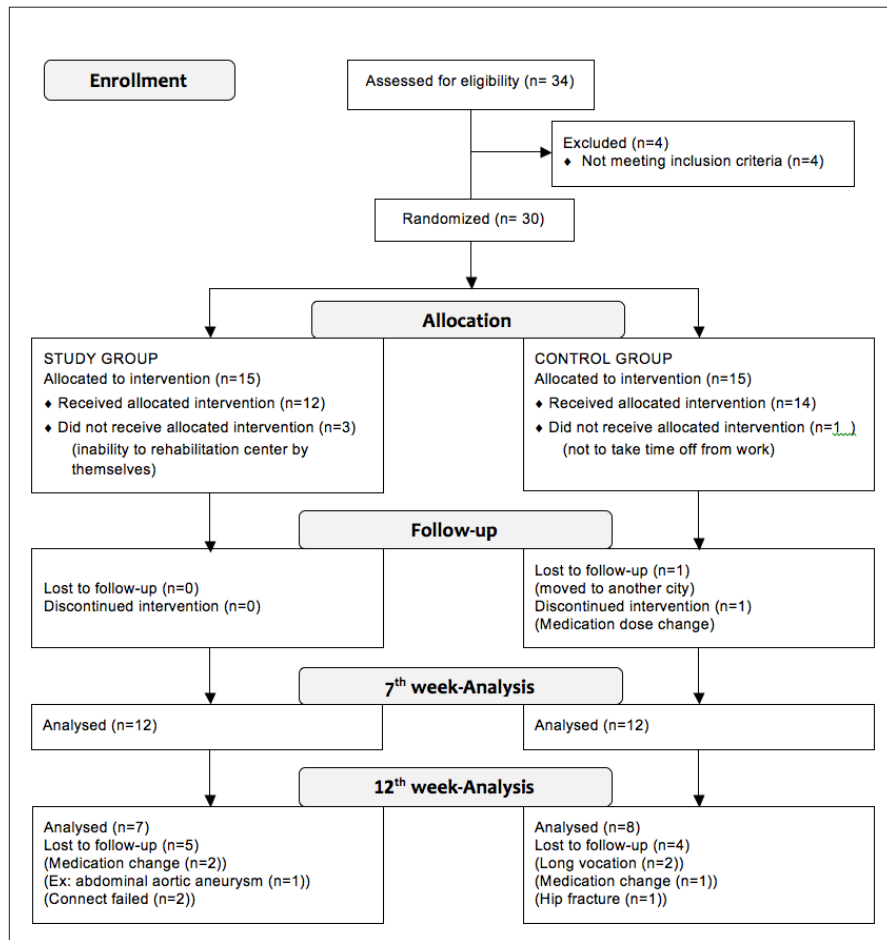 Enrollment
Assessed for eligibility (n= 34)
Excluded (n=4)
♦ Not meeting inclusion criteria (n=4)
Randomized (n= 30)
Allocation
STUDY GROUP
Allocated to intervention (n=15)
♦ Received allocated intervention (n=12)
♦ Did not receive allocated intervention (n=3)
(inability to rehabilitation center by
themselves)
CONTROL GROUP
Allocated to intervention (n=15)
♦ Received allocated intervention (n=14)
♦ Did not receive allocated intervention (n=1 )
(not to take time off from work)
Follow-up
Lost to follow-up (n=0)
Discontinued intervention (n=0)
Lost to follow-up (n=1)
(moved to another city)
Discontinued intervention (n=1)
(Medication dose change)
7th week-Analysis
Analysed (n=12)
Analysed (n=12)
12th week-Analysis
Analysed (n=7)
Lost to follow-up (n=5)
(Medication change (n=2))
(Ex: abdominal aortic aneurysm (n=1))
(Connect failed (n=2))
Analysed (n=8)
Lost to follow-up (n=4)
(Long vocation (n=2))
(Medication change (n=1))
(Hip fracture (n=1))